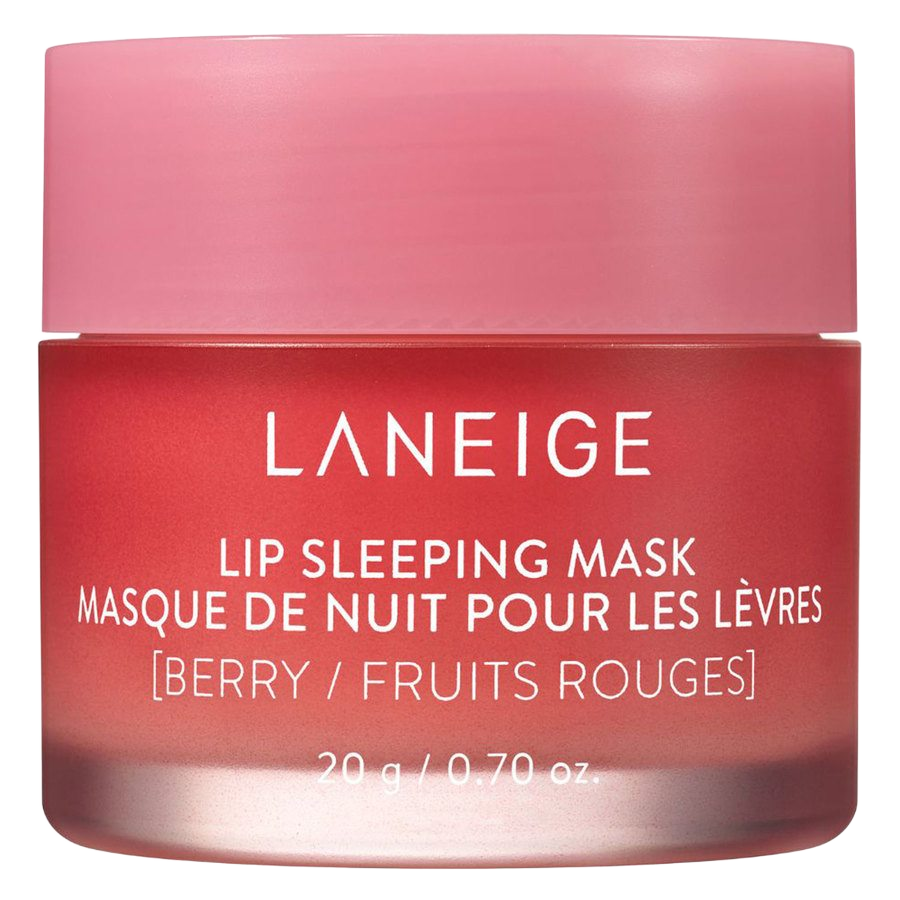 LANEIGE
LIP SLEEPING MASK
MASQUE DE NUIT POUR LES LÈVRES
[BERRY / FRUITS ROUGES]
20 g / 0.70 oz.